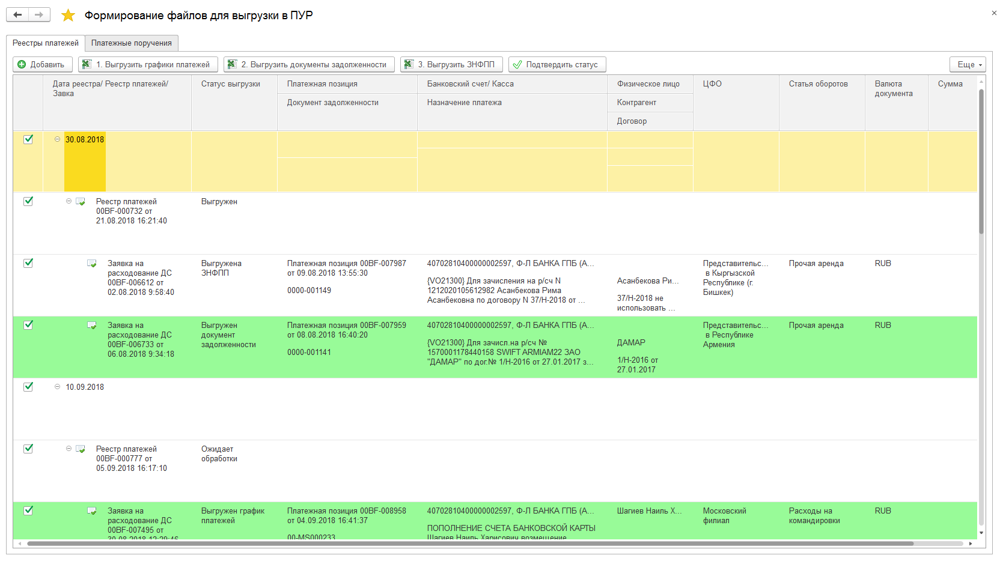 Формирование файлов для выгрузки в ПУР
Реестры платежей
Платежные поручения
Добавить
1. Выгрузить графики платежей
2. Выгрузить документы задолженности
3. Выгрузить ЗНФПП
Подтвердить статус
Еще
Дата реестра/ Реестр платежей/
Завка
Статус выгрузки
Платежная позиция
Документ задолженности
Банковский счет/ Касса
Назначение платежа
Физическое лицо
Контрагент
Договор
ЦФО
Статья оборотов
Валюта
документа
Сумма
30.08.2018
Реестр платежей
00BF-000732 от
21.08.2018 16:21:40
Выгружен
Заявка на
расходование ДС
00BF-006612 от
02.08.2018 9:58:40
Выгружена
ЗНФПП
Платежная позиция 00BF-007987
от 09.08.2018 13:55:30
0000-001149
40702810400000002597, Ф-Л БАНКА ГПБ (А...
{VO21300} Для зачисления на р/сч N
1212020105612982 Асанбекова Рима
Асанбековна по договору N 37/Н-2018 от ...
Асанбекова Ри...
37/Н-2018 не
использовать ...
Представительс...
в Кыргызской
Республике (г.
Бишкек)
Прочая аренда
RUB
Заявка на
расходование ДС
00BF-006733 от
06.08.2018 9:34:18
Выгружен
документ
задолженности
Платежная позиция 00BF-007959
от 08.08.2018 16:40:20
0000-001141
40702810400000002597, Ф-Л БАНКА ГПБ (А...
{VO21300} Для зачисл.на р/сч №
1570001178440158 SWIFT ARMIAM22 ЗАО
"ДАМАР" по дог.№ 1/Н-2016 от 27.01.2017 з...
ДАМАР
1/Н-2016 от
27.01.2017
Представительс...
в Республике
Армения
Прочая аренда
RUB
10.09.2018
Реестр платежей
00BF-000777 от
05.09.2018 16:17:10
Ожидает
обработки
Заявка на
расходование ДС
00BF-007495 от
30.08.2018 12:29:46
Выгружен график
платежей
Платежная позиция 00BF-008958
от 04.09.2018 16:41:37
00-MS000233
40702810400000002597, Ф-Л БАНКА ГПБ (А...
ПОПОЛНЕНИЕ СЧЕТА БАНКОВСКОЙ КАРТЫ
Шагиев Наиль Харисович возмещение
Шагиев Наиль Х...
Московский
филиал
Расходы на
командировки
RUB